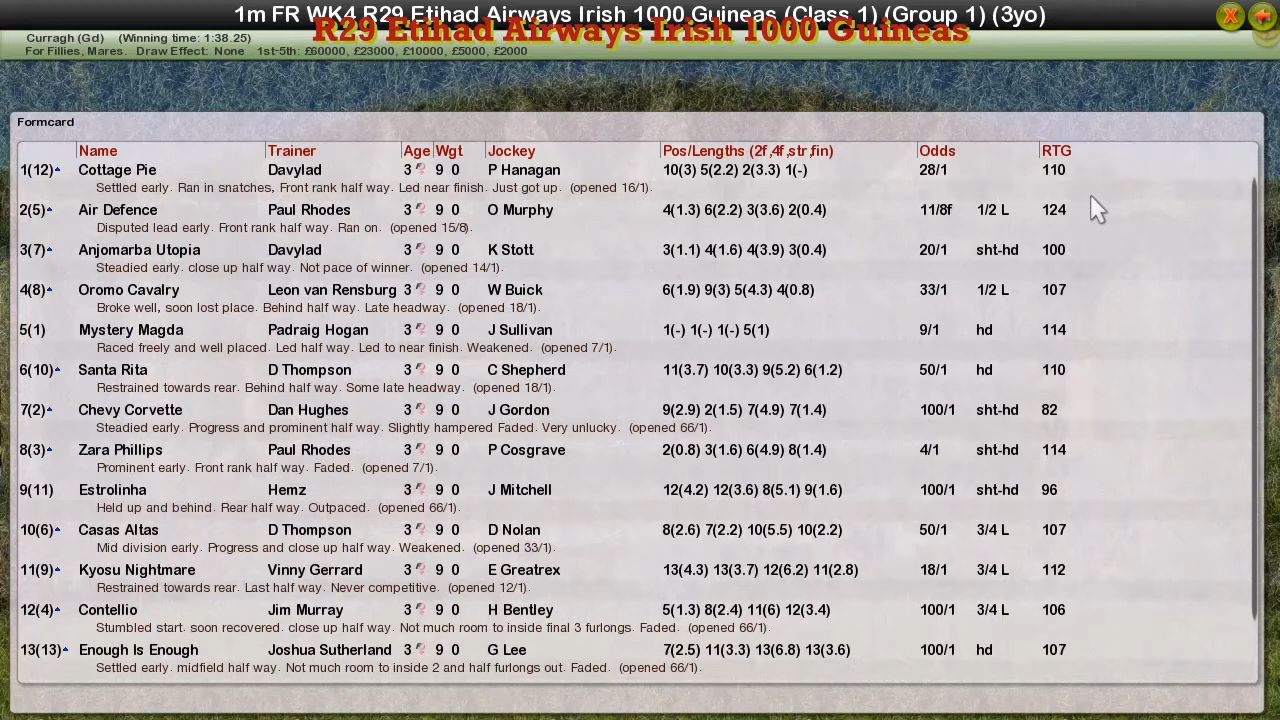 1m FR WK4 R29 Etihad Airways Irish 1000 Guineas (Class 1) (Group 1) (3yo)
R29 Etihad Airways Irish 1000 Guineas
Curragh (Gd) (Winning time: 1:38.25)
For Fillies, Mares. Draw Effect: None 1st-5th: £60000, £23000, £10000, £5000, £2000
Formcard
Name Trainer Age Wgt Jockey Pos/Lengths (2f,4f,str,fin) Odds RTG
1(12) Cottage Pie Davylad 3 9 0 P Hanagan 10(3) 5(2.2) 2(3.3) 1(-) 28/1 110
Settled early. Ran in snatches, Front rank half way. Led near finish. Just got up. (opened 16/1).
2(5) Air Defence Paul Rhodes 3 9 0 O Murphy 4(1.3) 6(2.2) 3(3.6) 2(0.4) 11/8f 1/2 L 124
Disputed lead early. Front rank half way. Ran on. (opened 15/8).
3(7) Anjomarba Utopia Davylad 3 9 0 K Stott 3(1.1) 4(1.6) 4(3.9) 3(0.4) 20/1 sht-hd 100
Steadied early. close up half way. Not pace of winner. (opened 14/1).
4(8) Oromo Cavalry Leon van Rensburg 3 9 0 W Buick 6(1.9) 9(3) 5(4.3) 4(0.8) 33/1 1/2 L 107
Broke well, soon lost place. Behind half way. Late headway. (opened 18/1).
5(1) Mystery Magda Padraig Hogan 3 9 0 J Sullivan 1(-) 1(-) 1(-) 5(1) 9/1 hd 114
Raced freely and well placed. Led half way. Led to near finish. Weakened. (opened 7/1).
6(10) Santa Rita D Thompson 3 9 0 C Shepherd 11(3.7) 10(3.3) 9(5.2) 6(1.2) 50/1 hd 110
Restrained towards rear. Behind half way. Some late headway. (opened 18/1).
7(2) Chevy Corvette Dan Hughes 3 9 0 J Gordon 9(2.9) 2(1.5) 7(4.9) 7(1.4) 100/1 sht-hd 82
Steadied early. Progress and prominent half way. Slightly hampered Faded. Very unlucky. (opened 66/1).
8(3) Zara Phillips Paul Rhodes 3 9 0 P Cosgrave 2(0.8) 3(1.6) 6(4.9) 8(1.4) 4/1 sht-hd 114
Prominent early. Front rank half way. Faded. (opened 7/1).
9(11) Estrolinha Hemz 3 9 0 J Mitchell 12(4.2) 12(3.6) 8(5.1) 9(1.6) 100/1 sht-hd 96
Held up and behind. Rear half way. Outpaced. (opened 66/1).
10(6) Casas Altas D Thompson 3 9 0 D Nolan 8(2.6) 7(2.2) 10(5.5) 10(2.2) 50/1 3/4 L 107
Mid division early. Progress and close up half way. Weakened. (opened 33/1).
11(9) Kyosu Nightmare Vinny Gerrard 3 9 0 E Greatrex 13(4.3) 13(3.7) 12(6.2) 11(2.8) 18/1 3/4 L 112
Restrained towards rear. Last half way. Never competitive. (opened 12/1).
12(4) Contellio Jim Murray 3 9 0 H Bentley 5(1.3) 8(2.4) 11(6) 12(3.4) 100/1 3/4 L 106
Stumbled start. soon recovered. close up half way. Not much room to inside final 3 furlongs. Faded. (opened 66/1).
13(13) Enough Is Enough Joshua Sutherland 3 9 0 G Lee 7(2.5) 11(3.3) 13(6.8) 13(3.6) 100/1 hd 107
Settled early. midfield half way. Not much room to inside 2 and half furlongs out. Faded. (opened 66/1).